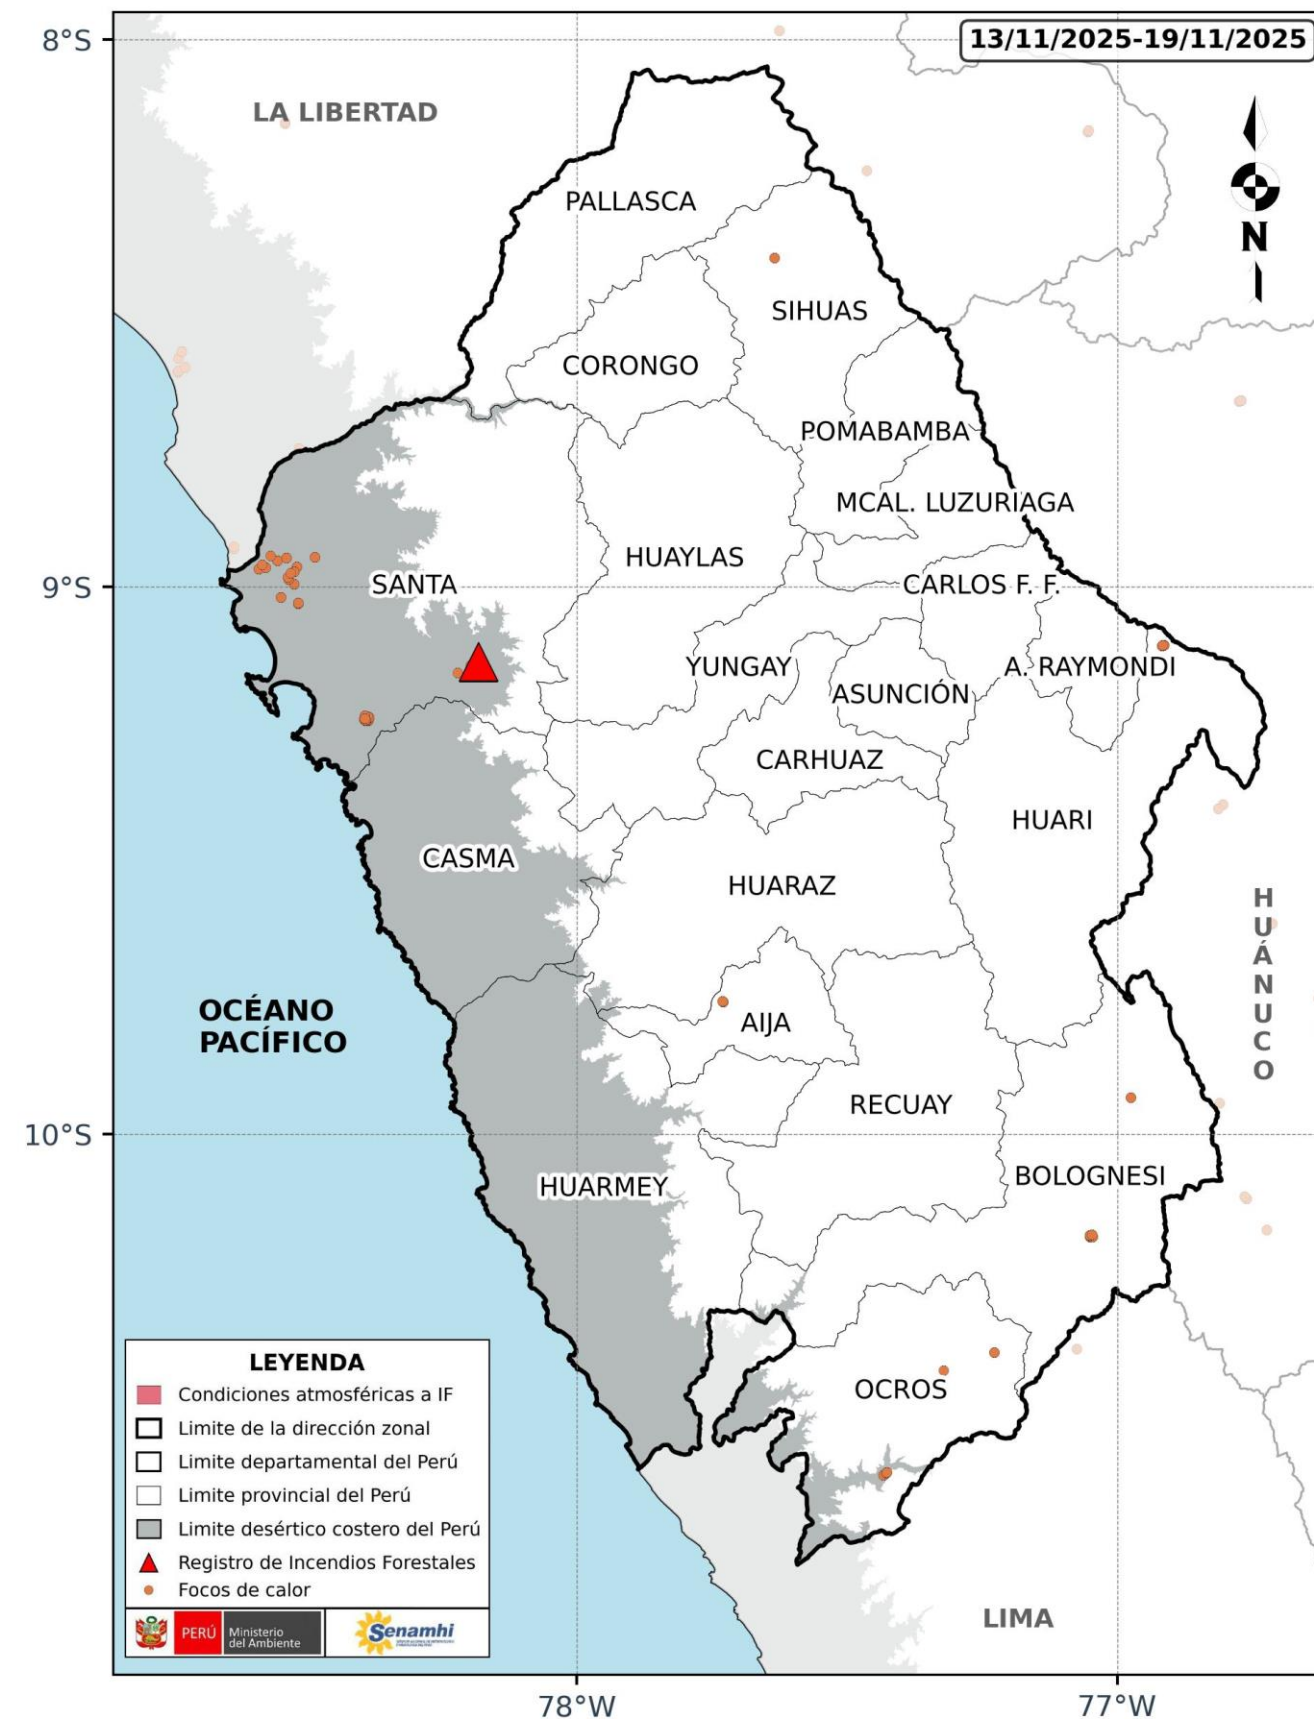 13/11/2025-19/11/2025
8°S
LA LIBERTAD
N
PALLASCA
SIHUAS
CORONGO
POMABAMBA
MCAL. LUZURIAGA
HUAYLAS
SANTA
CARLOS F. F.
9°S
YUNGAY
A. RAYMONDI
ASUNCIÓN
CARHUAZ
HUARI
CASMA
HUARAZ
HUÁNUCO
OCÉANO
PACÍFICO
AIJA
RECUAY
10°S
BOLOGNESI
HUARMEY
OCROS
LEYENDA
Condiciones atmosféricas a IF
Limite de la dirección zonal
Limite departamental del Perú
Limite provincial del Perú
Limite desértico costero del Perú
Registro de Incendios Forestales
Focos de calor
PERÚ
Ministerio
del Ambiente
Senamhi
LIMA
78°W
77°W